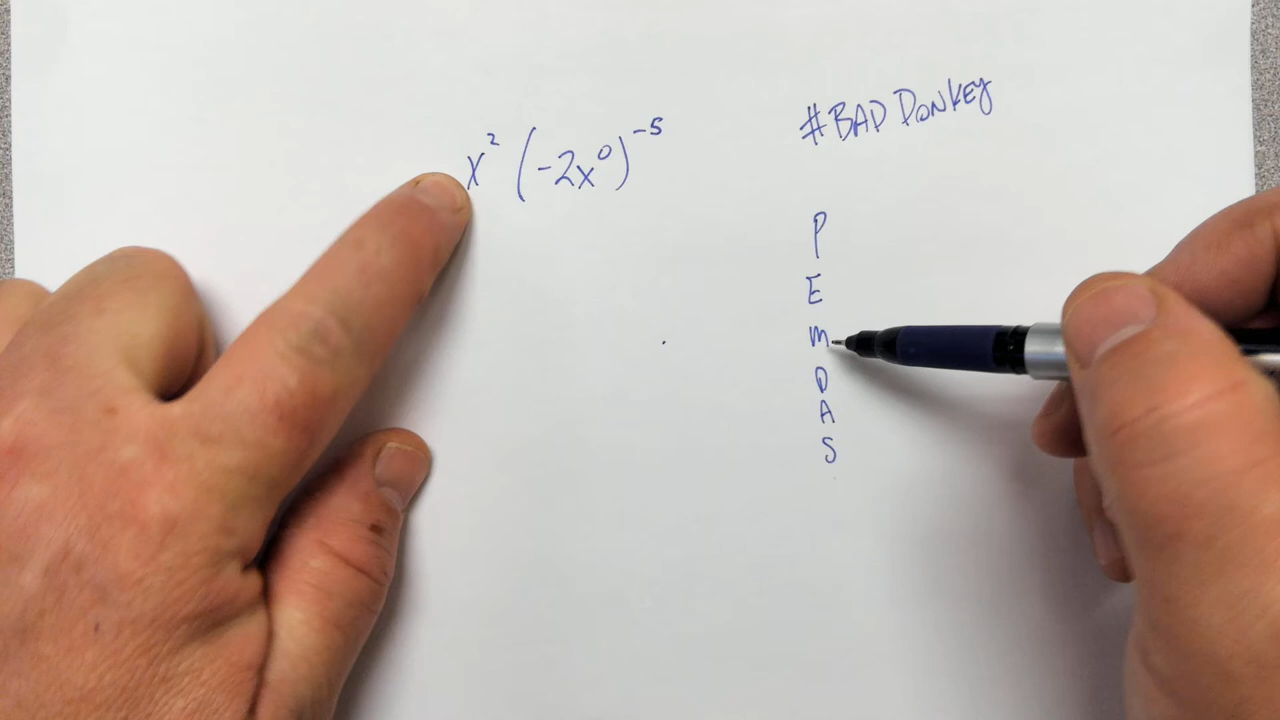 x² (-2x⁰)⁻⁵
#BAD DONKEY
P
E
M
D
A
S